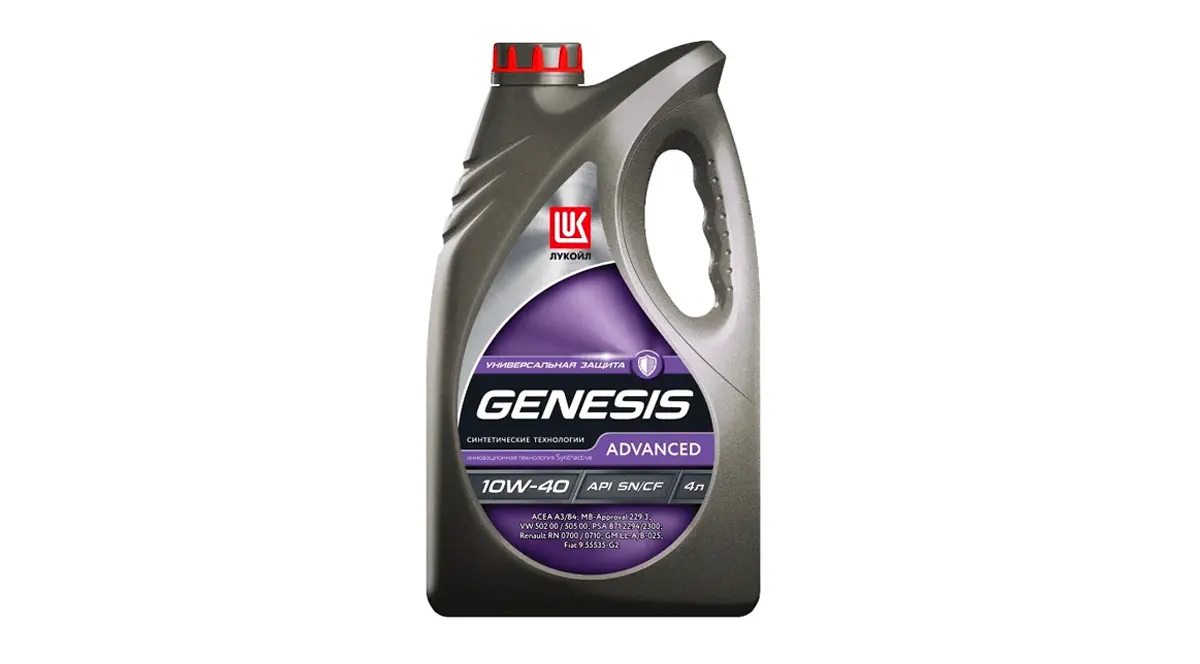 LUK
ЛУКОЙЛ
УНИВЕРСАЛЬНАЯ ЗАЩИТА
GENESIS
СИНТЕТИЧЕСКИЕ ТЕХНОЛОГИИ
ADVANCED
ИННОВАЦИОННАЯ ТЕХНОЛОГИЯ Synthactive
10W-40 API SN/CF 4л
ACEA A3/B4; MB-Approval 229.3;
VW 502 00 / 505 00; PSA B71 2294/2300;
Renault RN 0700 / 0710; GM LL-A/B-025;
Fiat 9.55535-G2